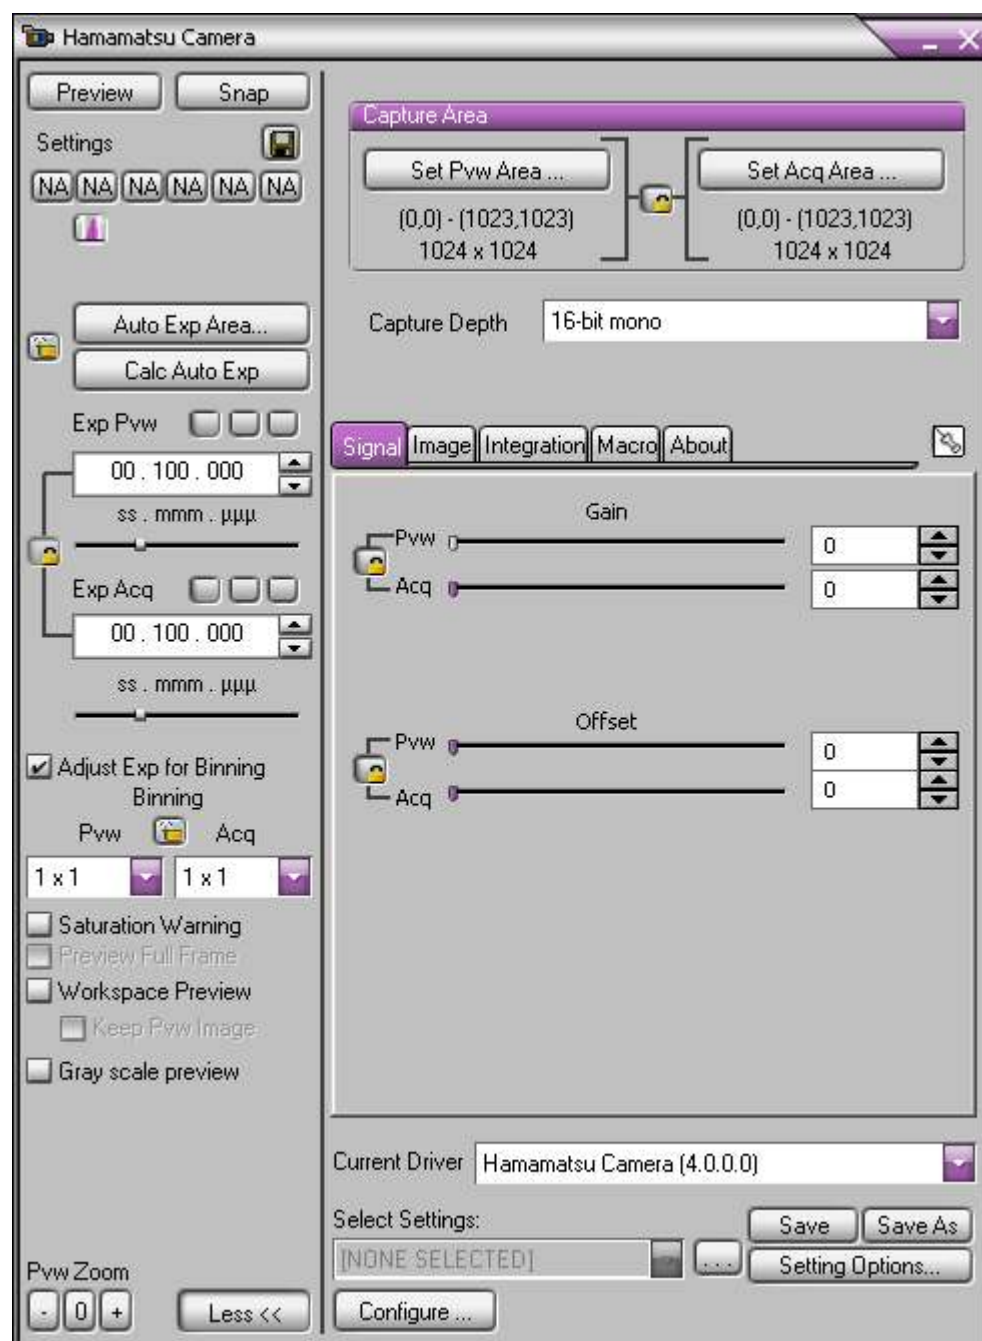 Hamamatsu Camera
Preview Snap
Settings
NA NA NA NA NA NA
Auto Exp Area...
Calc Auto Exp
Exp Pvw
00 . 100 . 000
ss . mmm . µµµ
Exp Acq
00 . 100 . 000
ss . mmm . µµµ
Adjust Exp for Binning
Binning
Pvw Acq
1 x 1 1 x 1
Saturation Warning
Preview Full Frame
Workspace Preview
Keep Pvw Image
Gray scale preview
Pvw Zoom
- 0 + Less <<
Capture Area
Set Pvw Area ... Set Acq Area ...
(0,0) - (1023,1023) (0,0) - (1023,1023)
1024 x 1024 1024 x 1024
Capture Depth 16-bit mono
Signal Image Integration Macro About
Gain
Pvw 0
Acq 0
Offset
Pvw 0
Acq 0
Current Driver Hamamatsu Camera (4.0.0.0)
Select Settings:
[NONE SELECTED] ... Save Save As
Setting Options...
Configure ...